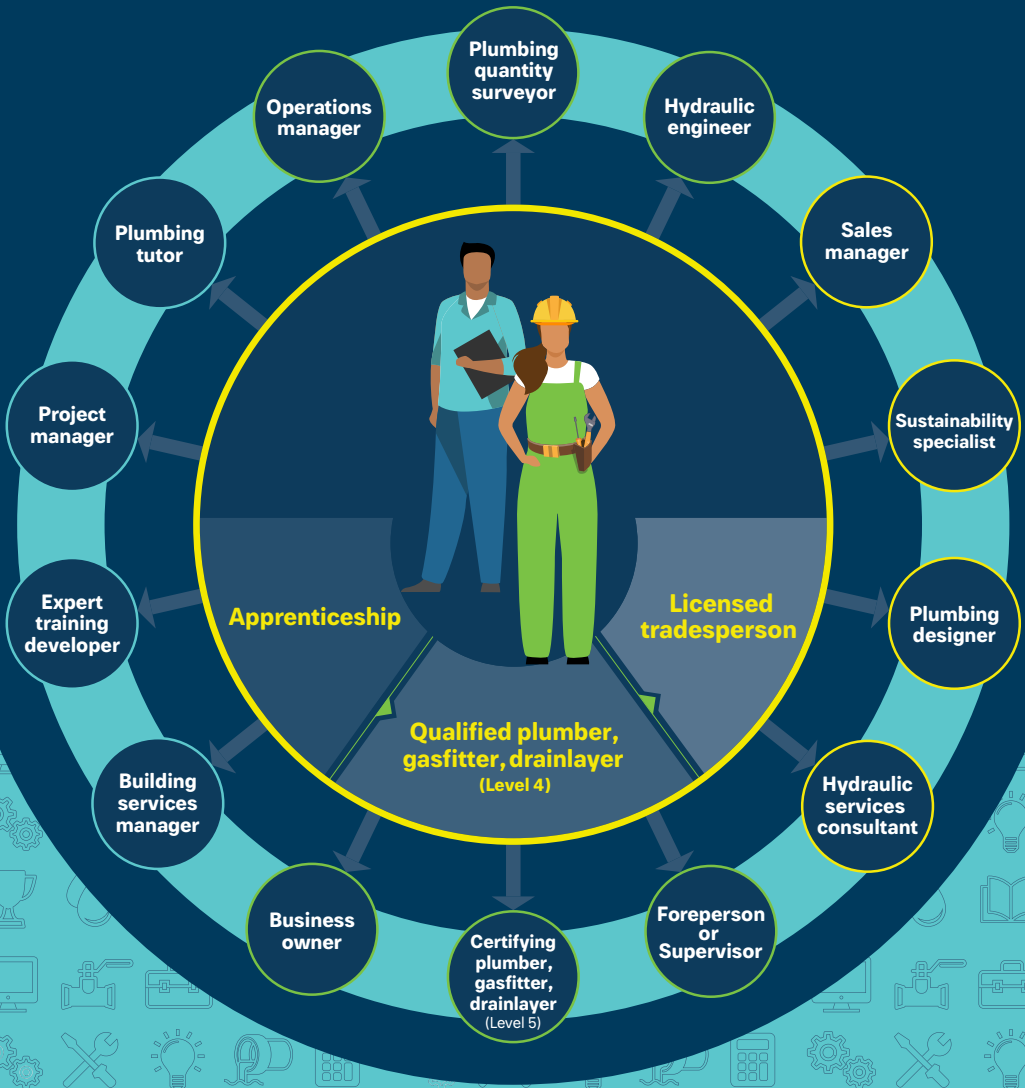 Plumbing
quantity
surveyor
Hydraulic
engineer
Sales
manager
Sustainability
specialist
Plumbing
designer
Hydraulic
services
consultant
Foreperson
or
Supervisor
Certifying
plumber,
gasfitter,
drainlayer
(Level 5)
Business
owner
Building
services
manager
Expert
training
developer
Project
manager
Plumbing
tutor
Operations
manager
Apprenticeship
Qualified plumber,
gasfitter, drainlayer
(Level 4)
Licensed
tradesperson